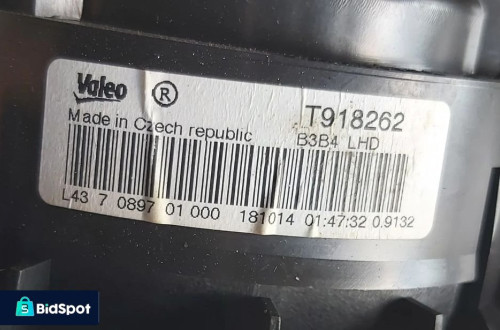 Valeo ®
T918262
Made in Czech republic
B3B4 LHD
L43 7 0897 01 000 181014 01:47:32 0.9132
S
BidSpot